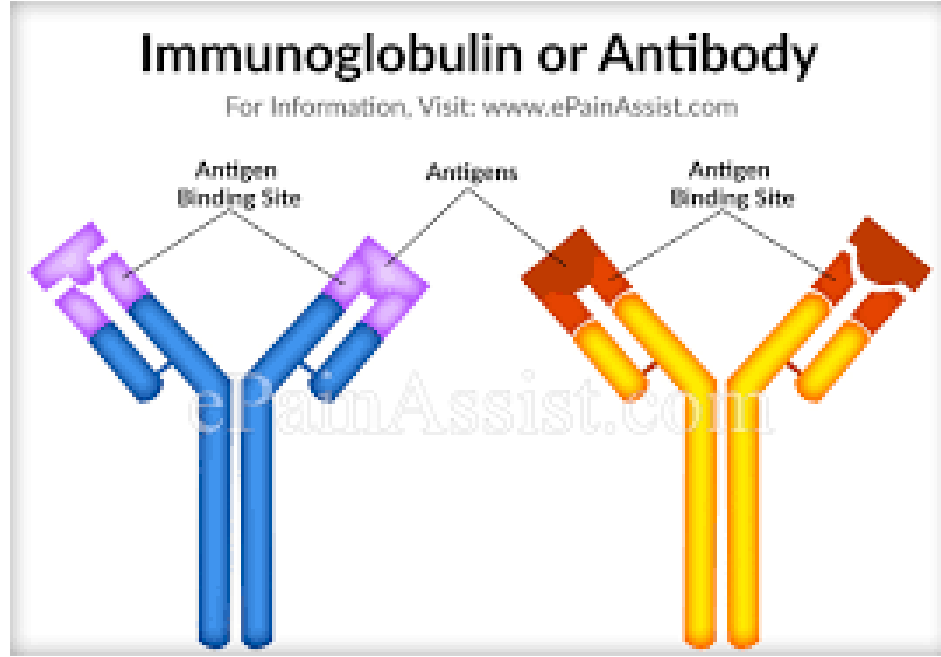 Immunoglobulin or Antibody
For Information, Visit: www.ePainAssist.com
Antigen
Binding Site
Antigens
Antigen
Binding Site
ePainAssist.com